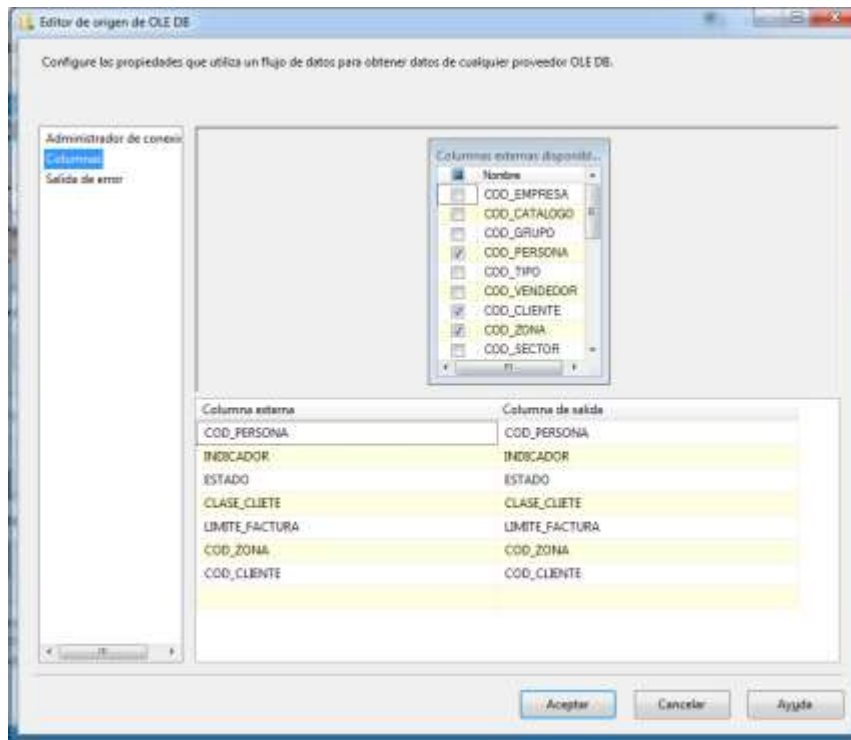 Editor de origen de OLE DB
Configure las propiedades que utiliza un flujo de datos para obtener datos de cualquier proveedor OLE DB.
Administrador de conexi
Columnas
Salida de error
Columnas externas disponibl...
Nombre
COD_EMPRESA
COD_CATALOGO
COD_GRUPO
COD_PERSONA
COD_TIPO
COD_VENDEDOR
COD_CLIENTE
COD_ZONA
COD_SECTOR
Columna externa Columna de salida
COD_PERSONA COD_PERSONA
INDICADOR INDICADOR
ESTADO ESTADO
CLASE_CLIETE CLASE_CLIETE
LIMITE_FACTURA LIMITE_FACTURA
COD_ZONA COD_ZONA
COD_CLIENTE COD_CLIENTE
Aceptar Cancelar Ayuda